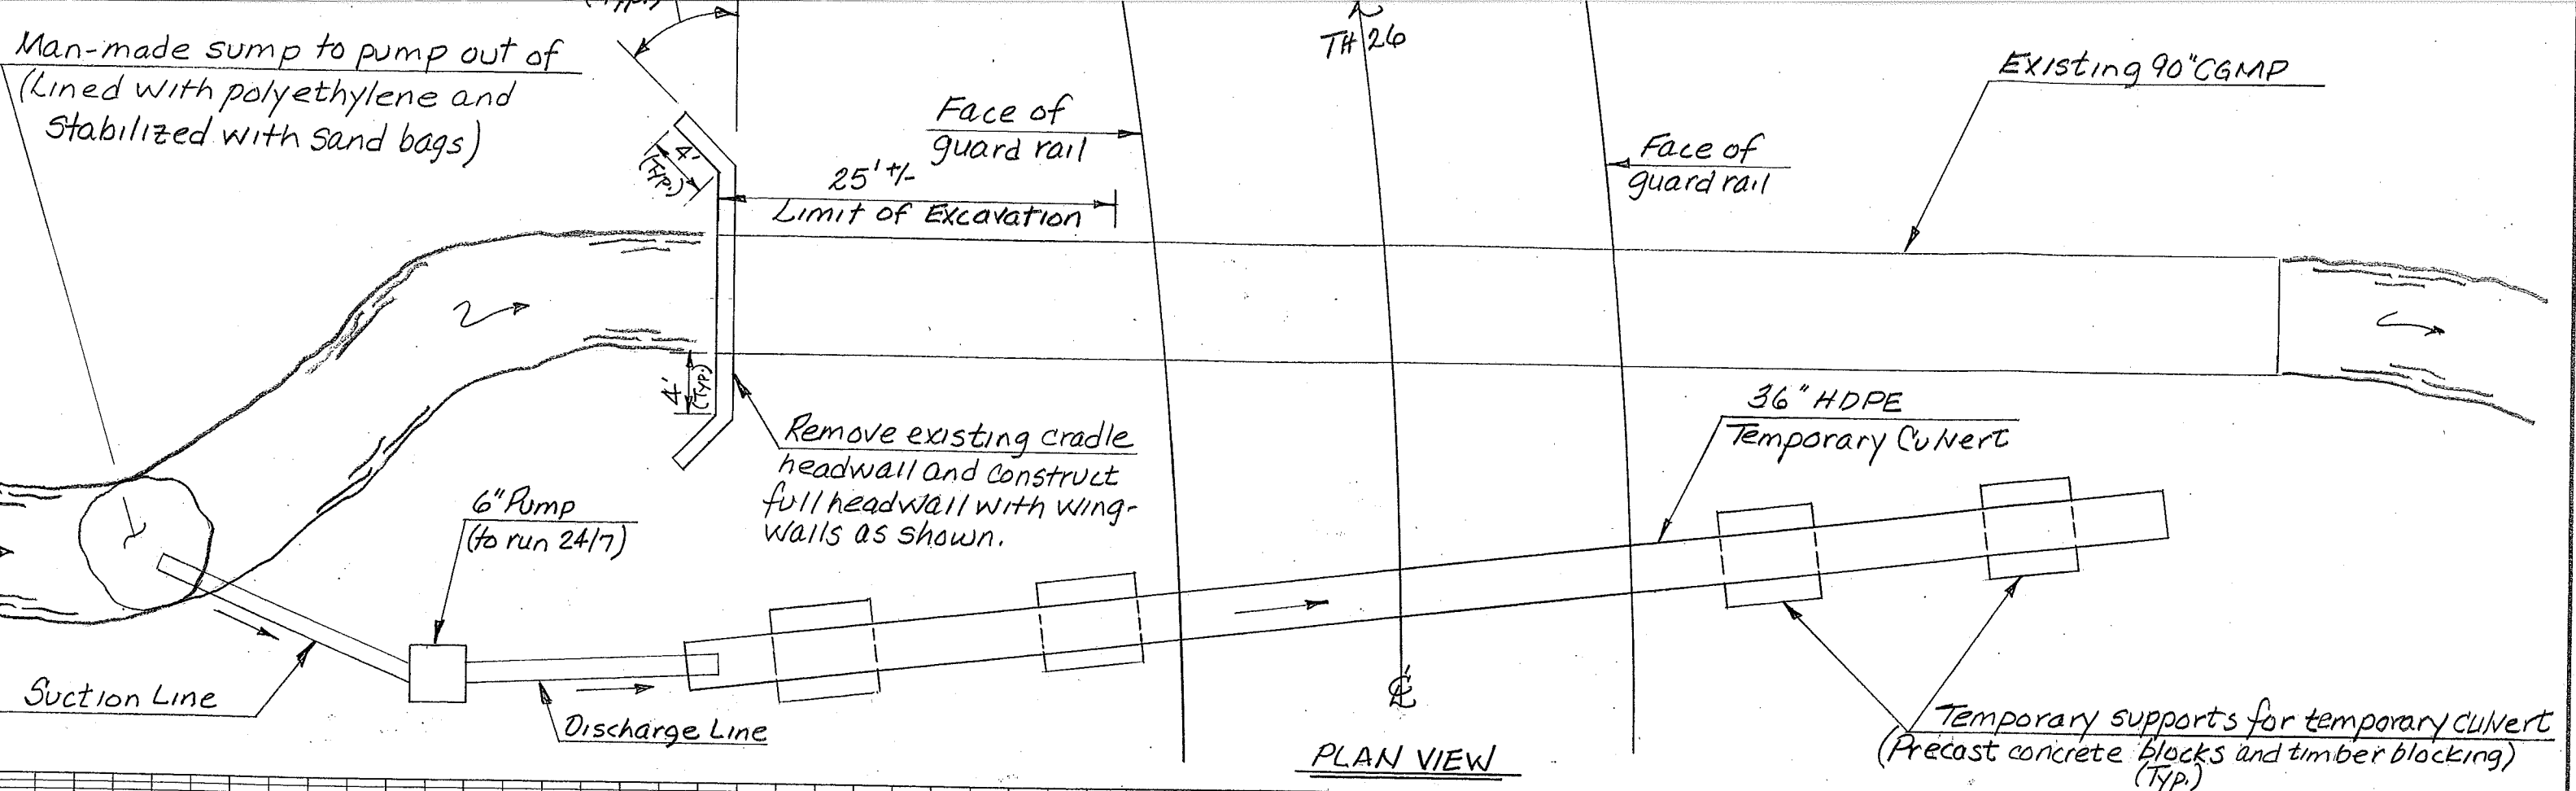 (Typ.)
Man-made sump to pump out of
(Lined with polyethylene and
Stabilized with sand bags)
4'
(Typ.)
25' +/-
Limit of Excavation
Face of
guard rail
TH 26
Face of
guard rail
Existing 90" CGMP
4'
(Typ.)
Remove existing cradle
headwall and construct
full headwall with wing-
walls as shown.
36" HDPE
Temporary Culvert
6" Pump
(to run 24/7)
Suction Line
Discharge Line
CL
PLAN VIEW
Temporary supports for temporary culvert
(Precast concrete blocks and timber blocking)
(Typ.)